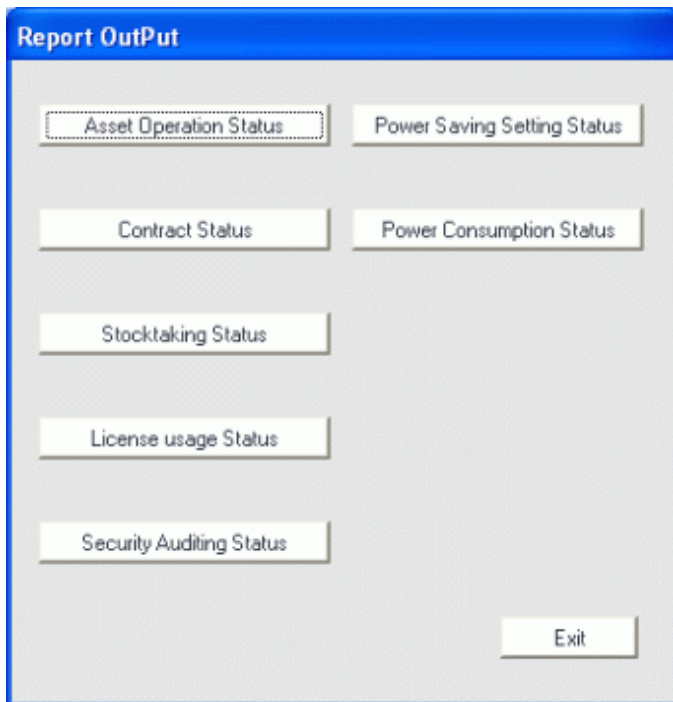 Report OutPut
Asset Operation Status
Power Saving Setting Status
Contract Status
Power Consumption Status
Stocktaking Status
License usage Status
Security Auditing Status
Exit